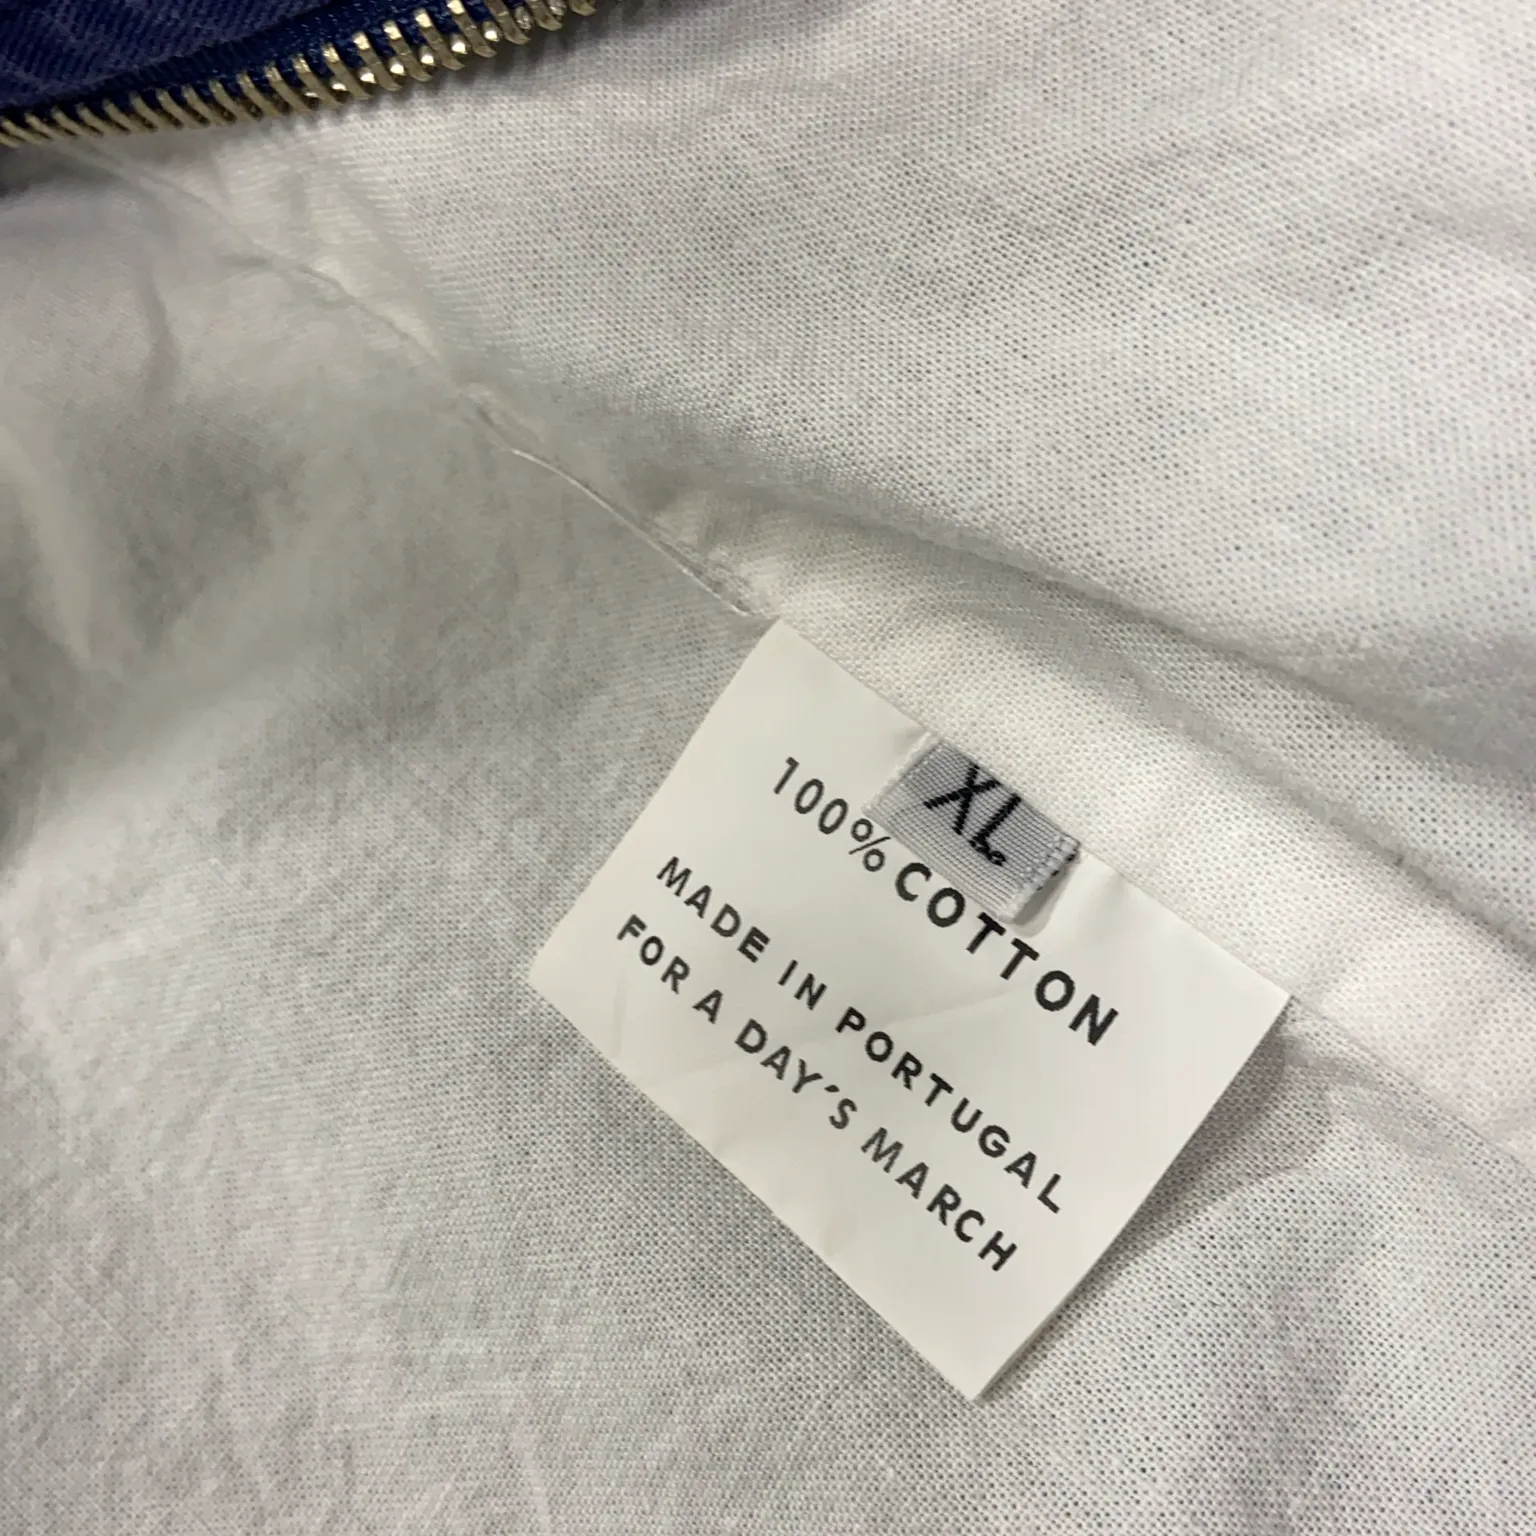 XL
100% COTTON
MADE IN PORTUGAL
FOR A DAY'S MARCH